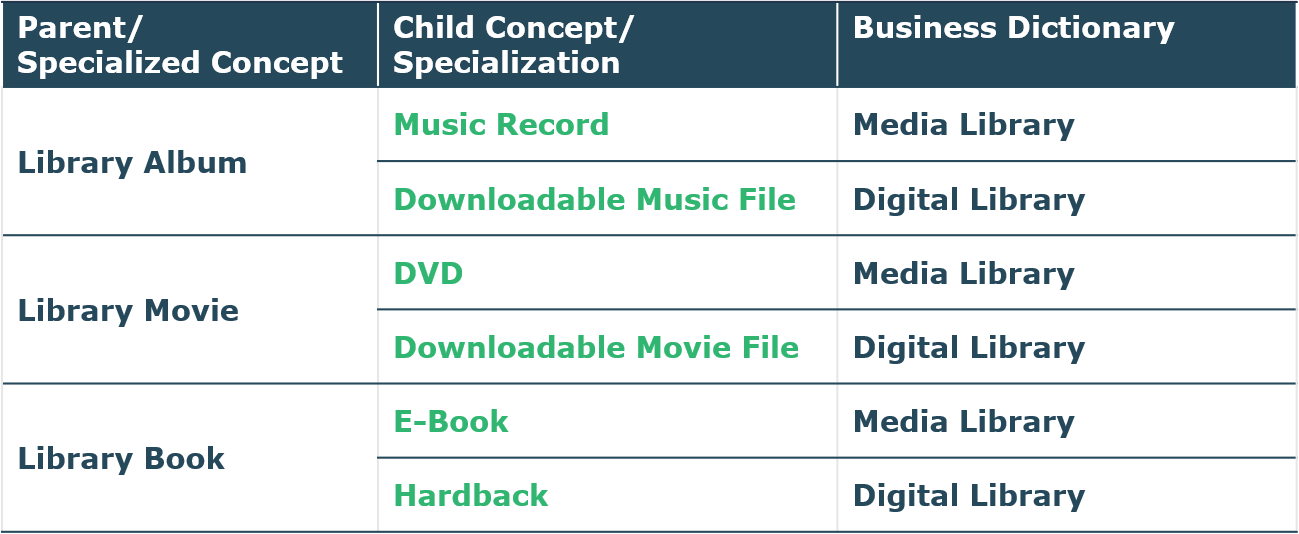 Parent/
Specialized Concept
Child Concept/
Specialization
Business Dictionary
Library Album
Music Record
Media Library
Downloadable Music File
Digital Library
Library Movie
DVD
Media Library
Downloadable Movie File
Digital Library
Library Book
E-Book
Media Library
Hardback
Digital Library